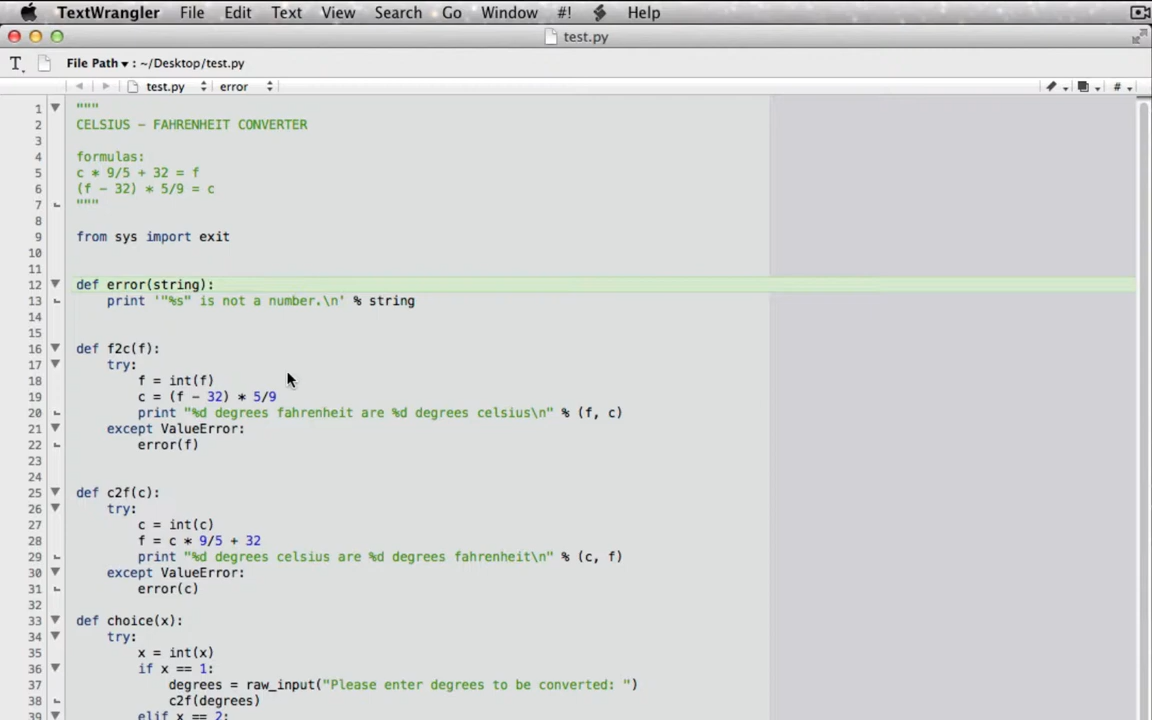 TextWrangler File Edit Text View Search Go Window #! Help
test.py
T. File Path ▾ : ~/Desktop/test.py
test.py error #
1 """
2 CELSIUS – FAHRENHEIT CONVERTER
3
4 formulas:
5 c * 9/5 + 32 = f
6 (f - 32) * 5/9 = c
7 """
8
9 from sys import exit
10
11
12 def error(string):
13 print '"%s" is not a number.\n' % string
14
15
16 def f2c(f):
17 try:
18 f = int(f)
19 c = (f - 32) * 5/9
20 print "%d degrees fahrenheit are %d degrees celsius\n" % (f, c)
21 except ValueError:
22 error(f)
23
24
25 def c2f(c):
26 try:
27 c = int(c)
28 f = c * 9/5 + 32
29 print "%d degrees celsius are %d degrees fahrenheit\n" % (c, f)
30 except ValueError:
31 error(c)
32
33 def choice(x):
34 try:
35 x = int(x)
36 if x == 1:
37 degrees = raw_input("Please enter degrees to be converted: ")
38 c2f(degrees)
39 elif x == 2: